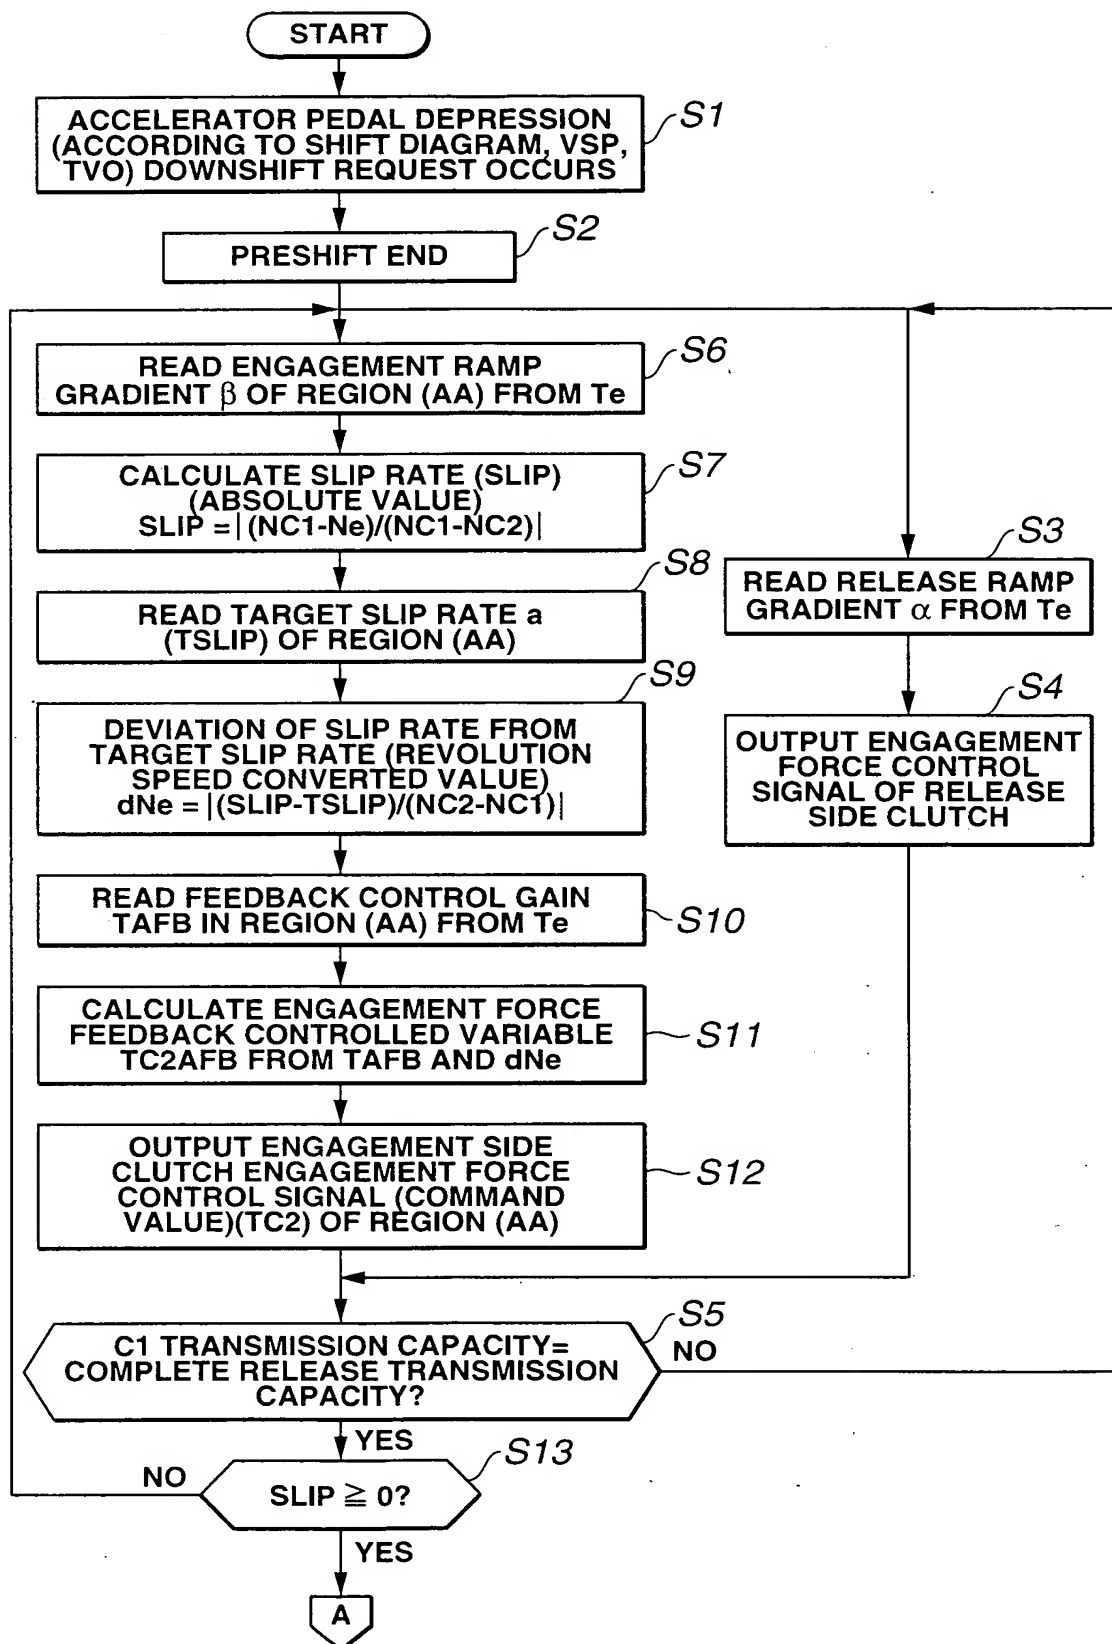 START
ACCELERATOR PEDAL DEPRESSION
(ACCORDING TO SHIFT DIAGRAM, VSP,
TVO) DOWNSHIFT REQUEST OCCURS
S1
PRESHIFT END
S2
READ ENGAGEMENT RAMP
GRADIENT β OF REGION (AA) FROM Te
S6
CALCULATE SLIP RATE (SLIP)
(ABSOLUTE VALUE)
SLIP =|(NC1-Ne)/(NC1-NC2)|
S7
READ TARGET SLIP RATE a
(TSLIP) OF REGION (AA)
S8
DEVIATION OF SLIP RATE FROM
TARGET SLIP RATE (REVOLUTION
SPEED CONVERTED VALUE)
dNe =|(SLIP-TSLIP)/(NC2-NC1)|
S9
READ FEEDBACK CONTROL GAIN
TAFB IN REGION (AA) FROM Te
S10
CALCULATE ENGAGEMENT FORCE
FEEDBACK CONTROLLED VARIABLE
TC2AFB FROM TAFB AND dNe
S11
OUTPUT ENGAGEMENT SIDE
CLUTCH ENGAGEMENT FORCE
CONTROL SIGNAL (COMMAND
VALUE)(TC2) OF REGION (AA)
S12
READ RELEASE RAMP
GRADIENT α FROM Te
S3
OUTPUT ENGAGEMENT
FORCE CONTROL
SIGNAL OF RELEASE
SIDE CLUTCH
S4
C1 TRANSMISSION CAPACITY=
COMPLETE RELEASE TRANSMISSION
CAPACITY?
S5
NO
YES
SLIP ≧ 0?
S13
NO
YES
A